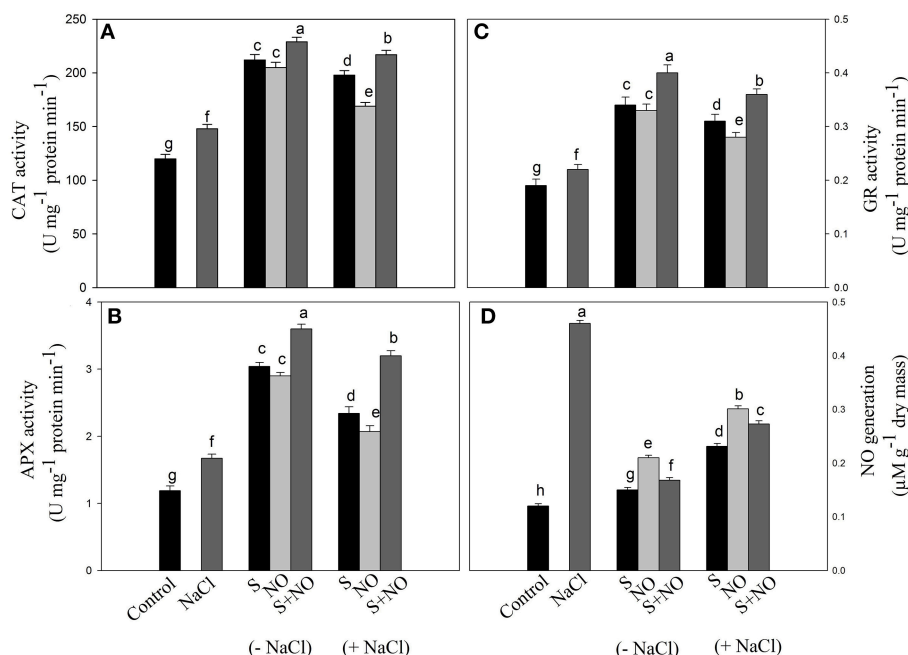 A
CAT activity
(U mg⁻¹ protein min⁻¹)
250
200
150
100
50
0
g
f
c
c
a
d
e
b
C
GR activity
(U mg⁻¹ protein min⁻¹)
0.5
0.4
0.3
0.2
0.1
0.0
g
f
c
c
a
d
e
b
B
APX activity
(U mg⁻¹ protein min⁻¹)
4
3
2
1
0
g
f
c
c
a
d
e
b
D
NO generation
(µM g⁻¹ dry mass)
0.5
0.4
0.3
0.2
0.1
0.0
h
a
g
e
f
d
b
c
Control
NaCl
S
NO
S+NO
S
NO
S+NO
(- NaCl)
(+ NaCl)
Control
NaCl
S
NO
S+NO
S
NO
S+NO
(- NaCl)
(+ NaCl)